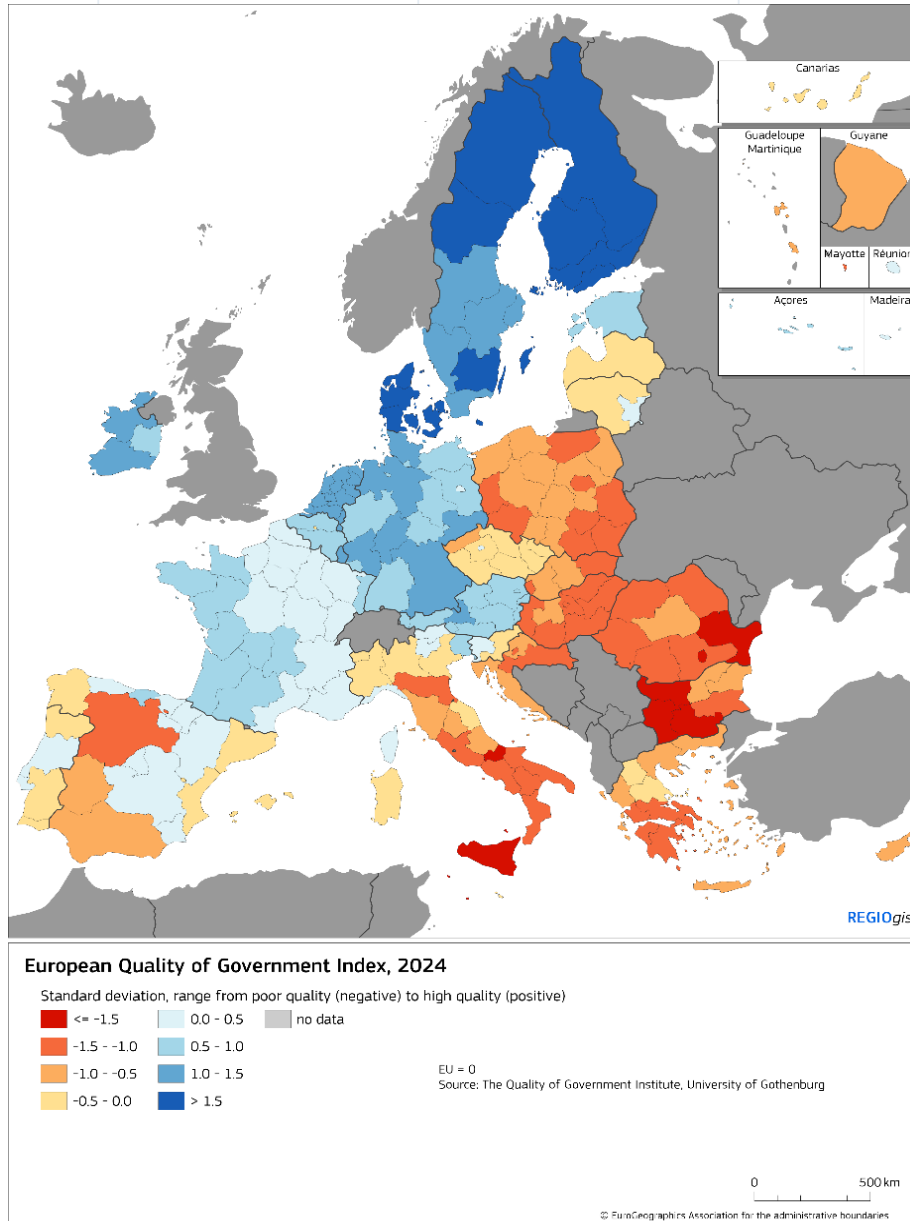 Canarias
Guadeloupe
Martinique
Guyane
Mayotte
Réunion
Açores
Madeira
REGIOgis
European Quality of Government Index, 2024
Standard deviation, range from poor quality (negative) to high quality (positive)
<= -1.5
0.0 - 0.5
no data
-1.5 - -1.0
0.5 - 1.0
-1.0 - -0.5
1.0 - 1.5
-0.5 - 0.0
> 1.5
EU = 0
Source: The Quality of Government Institute, University of Gothenburg
0
500 km
© EuroGeographics Association for the administrative boundaries